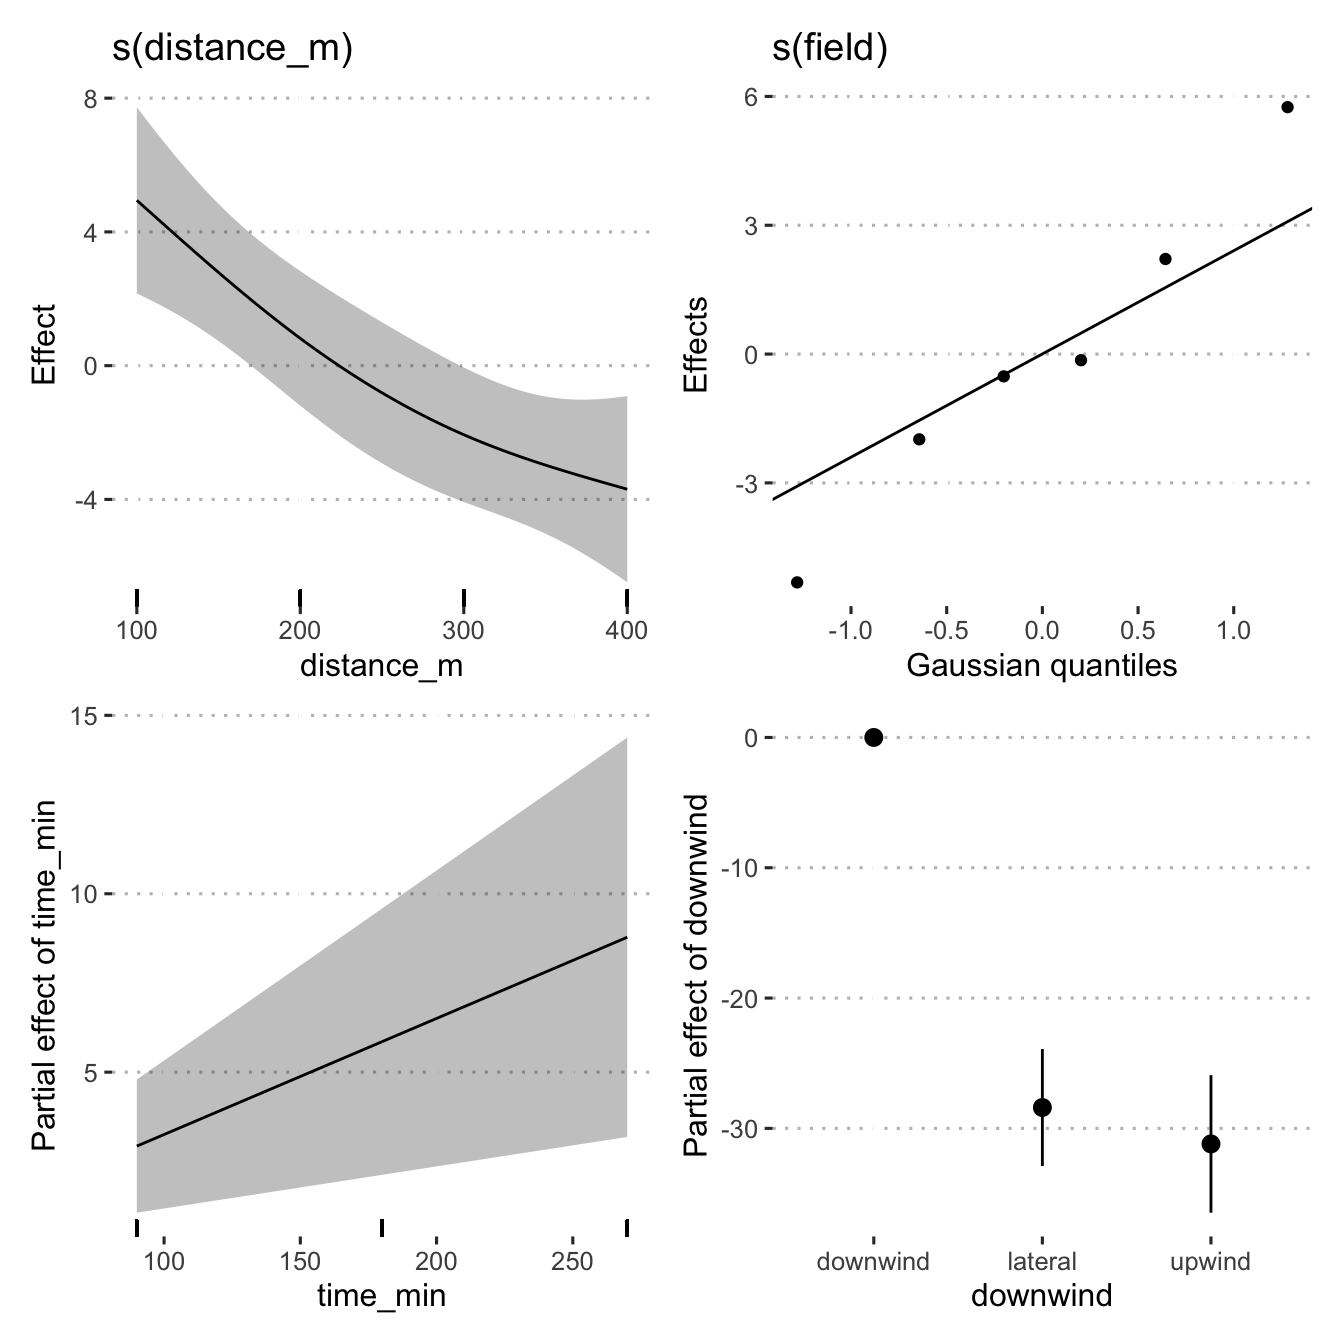 s(distance_m)
8
4
0
-4
Effect
100 200 300 400
distance_m
s(field)
6
3
0
-3
Effects
-1.0 -0.5 0.0 0.5 1.0
Gaussian quantiles
15
10
5
Partial effect of time_min
100 150 200 250
time_min
0
-10
-20
-30
Partial effect of downwind
downwind lateral upwind
downwind